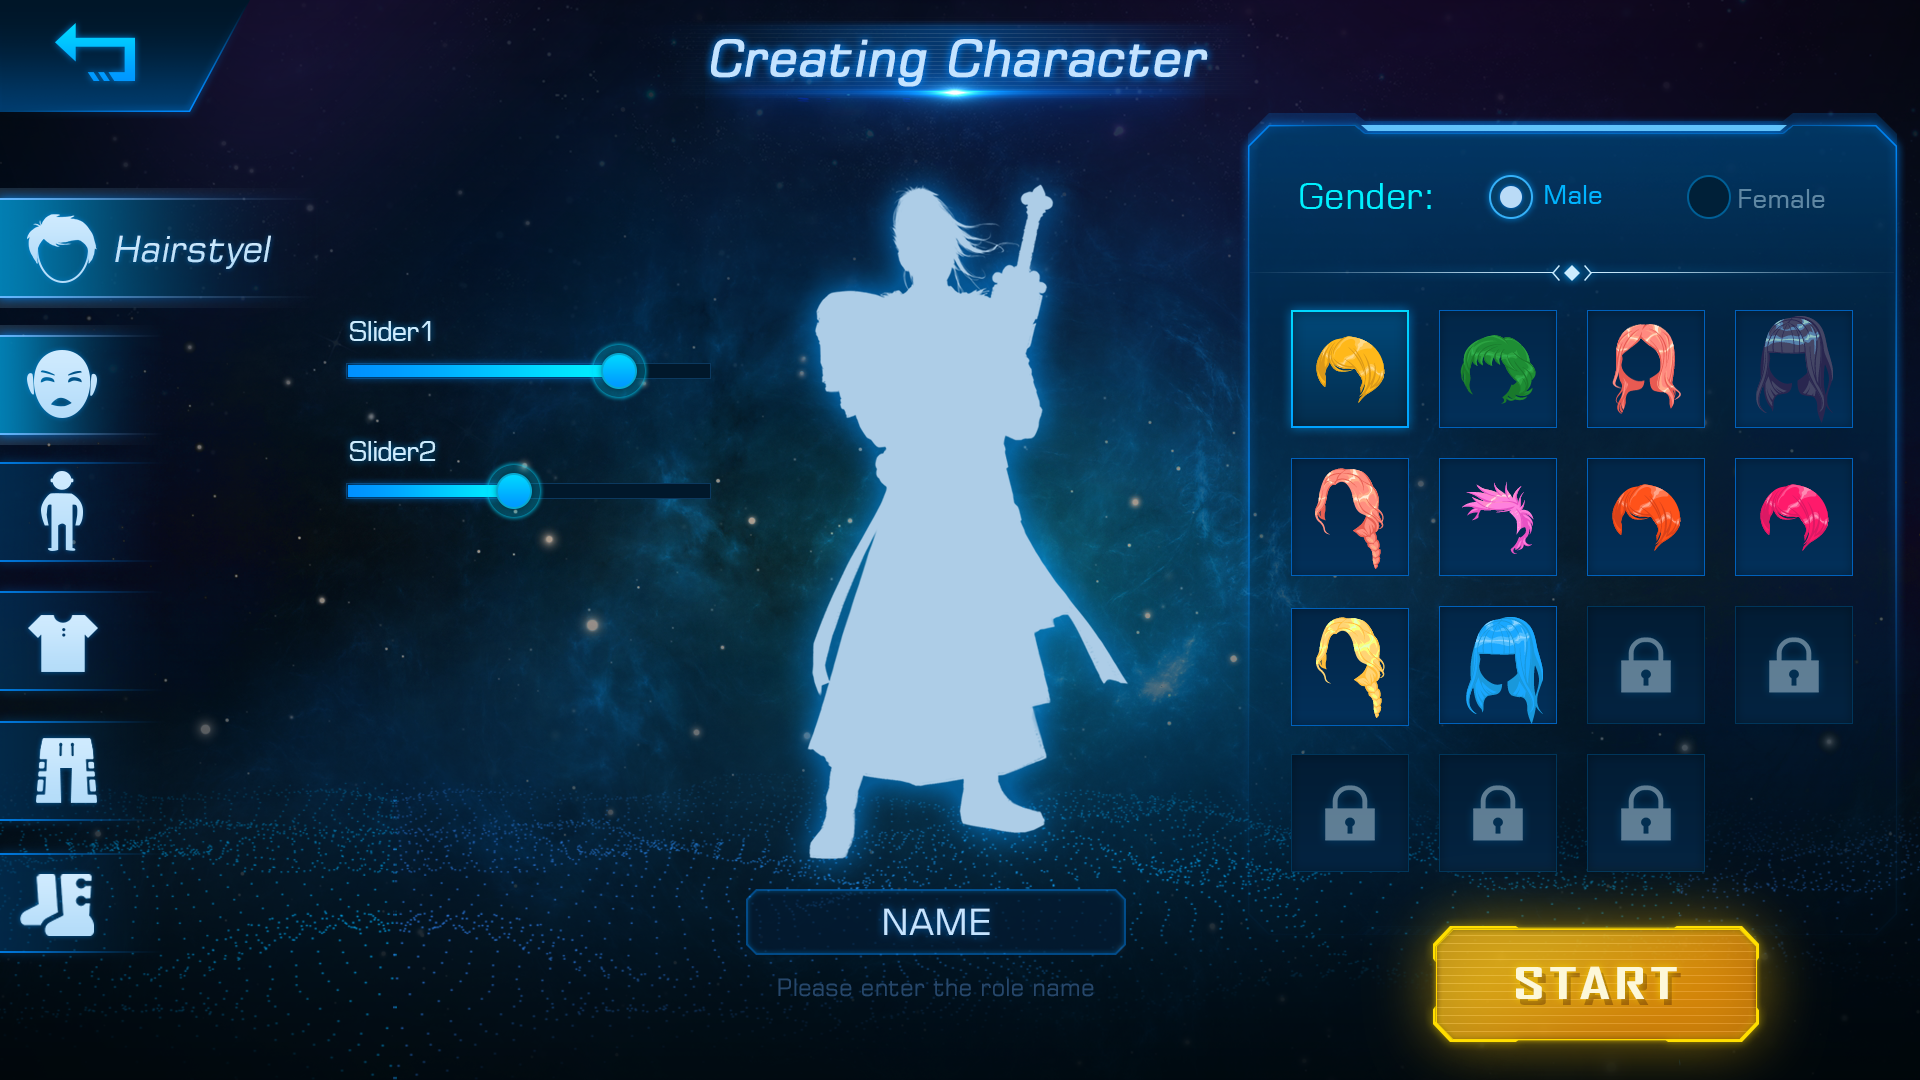 Creating Character
Gender:
Male
Female
Hairstyel
Slider1
Slider2
NAME
Please enter the role name
START